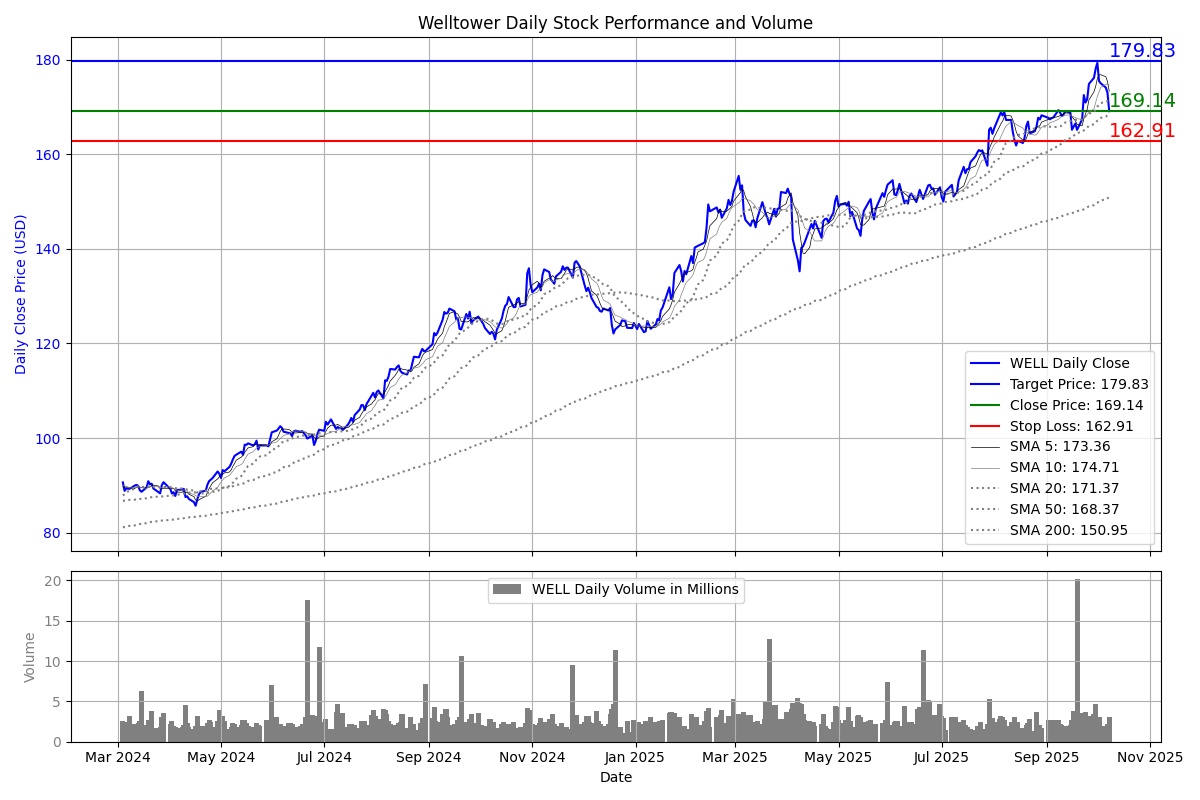 Welltower Daily Stock Performance and Volume
Daily Close Price (USD)
180
160
140
120
100
80
179.83
169.14
162.91
WELL Daily Close
Target Price: 179.83
Close Price: 169.14
Stop Loss: 162.91
SMA 5: 173.36
SMA 10: 174.71
SMA 20: 171.37
SMA 50: 168.37
SMA 200: 150.95
Volume
20
15
10
5
0
WELL Daily Volume in Millions
Mar 2024 May 2024 Jul 2024 Sep 2024 Nov 2024 Jan 2025 Mar 2025 May 2025 Jul 2025 Sep 2025 Nov 2025
Date